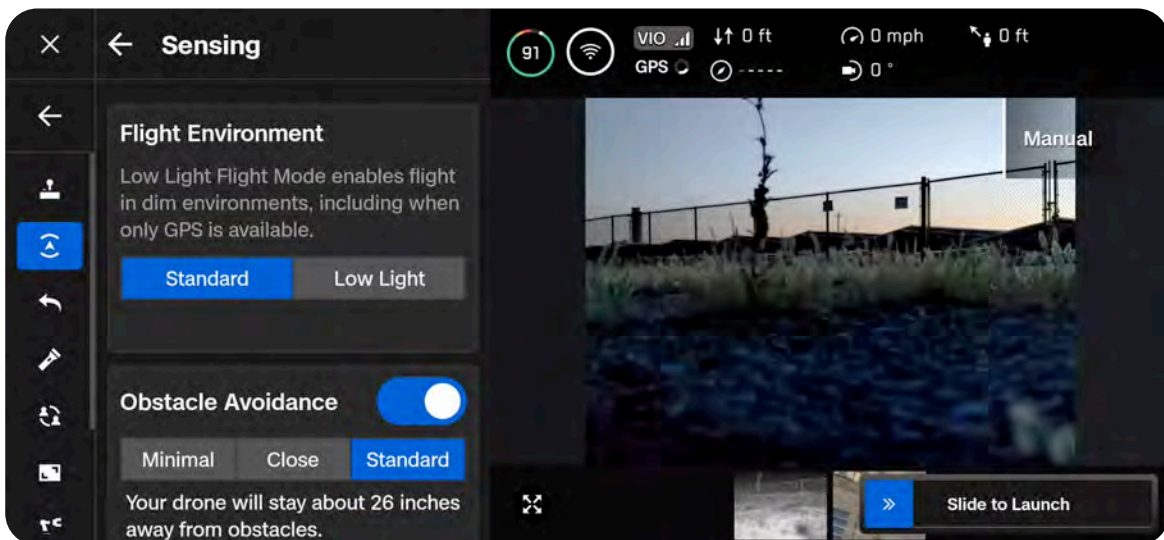 Sensing
Flight Environment
Low Light Flight Mode enables flight
in dim environments, including when
only GPS is available.
Standard Low Light
Obstacle Avoidance
Minimal Close Standard
Your drone will stay about 26 inches
away from obstacles.
91 VIO 0 ft 0 mph 0 ft
GPS ----- 0 °
Manual
Slide to Launch